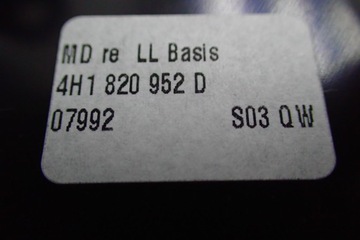 MD re LL Basis
4H1 820 952 D
07992 S03 QW